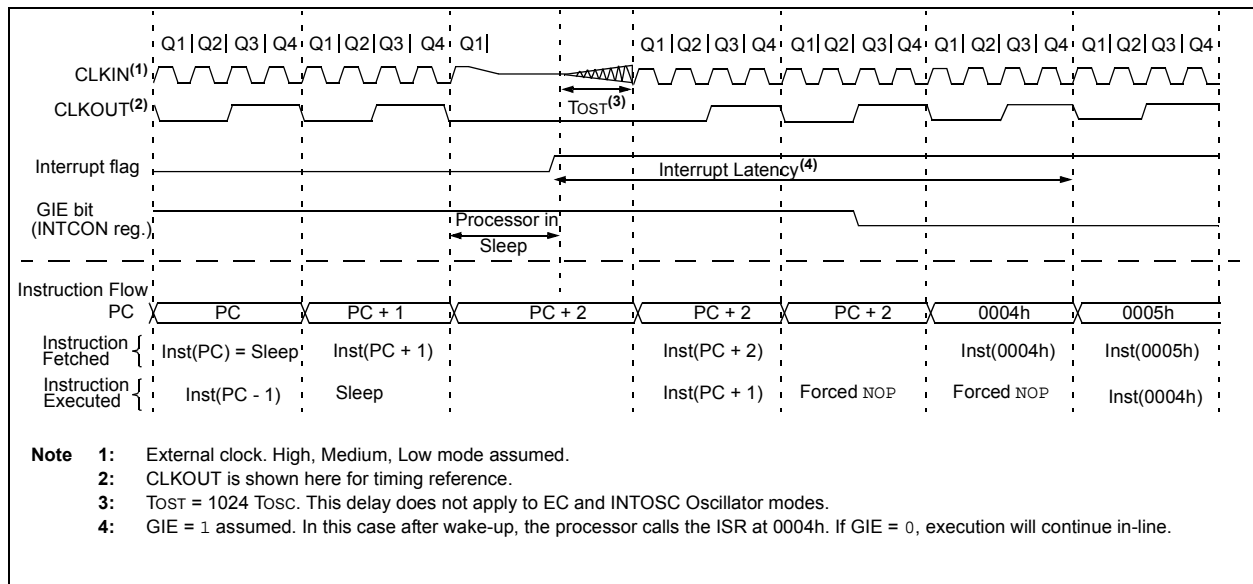 Q1| Q2| Q3| Q4 Q1| Q2| Q3| Q4 Q1| Q1| Q2| Q3| Q4 Q1| Q2| Q3| Q4 Q1| Q2| Q3| Q4 Q1| Q2| Q3| Q4
CLKIN(1)
CLKOUT(2)
TOST(3)
Interrupt flag
Interrupt Latency(4)
GIE bit
(INTCON reg.)
Processor in
Sleep
Instruction Flow
PC PC PC + 1 PC + 2 PC + 2 PC + 2 0004h 0005h
Instruction
Fetched { Inst(PC) = Sleep Inst(PC + 1) Inst(PC + 2) Inst(0004h) Inst(0005h)
Instruction
Executed { Inst(PC - 1) Sleep Inst(PC + 1) Forced NOP Forced NOP Inst(0004h)
Note 1: External clock. High, Medium, Low mode assumed.
2: CLKOUT is shown here for timing reference.
3: TOST = 1024 TOSC. This delay does not apply to EC and INTOSC Oscillator modes.
4: GIE = 1 assumed. In this case after wake-up, the processor calls the ISR at 0004h. If GIE = 0, execution will continue in-line.